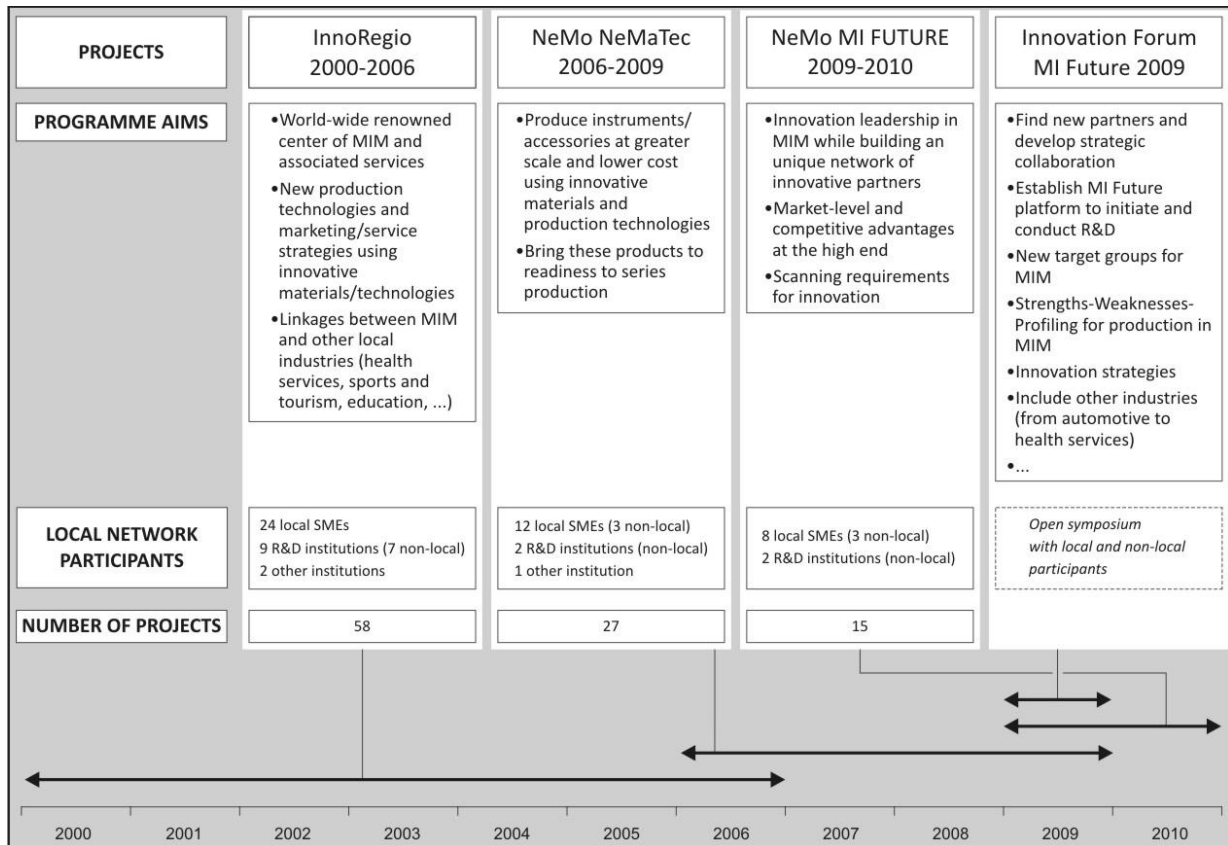 PROJECTS
InnoRegio
2000-2006
NeMo NeMaTec
2006-2009
NeMo MI FUTURE
2009-2010
Innovation Forum
MI Future 2009
PROGRAMME AIMS
•World-wide renowned
center of MIM and
associated services
•New production
technologies and
marketing/service
strategies using
innovative
materials/technologies
•Linkages between MIM
and other local
industries (health
services, sports and
tourism, education, ...)
•Produce instruments/
accessories at greater
scale and lower cost
using innovative
materials and
production technologies
•Bring these products to
readiness to series
production
•Innovation leadership in
MIM while building an
unique network of
innovative partners
•Market-level and
competitive advantages
at the high end
•Scanning requirements
for innovation
•Find new partners and
develop strategic
collaboration
•Establish MI Future
platform to initiate and
conduct R&D
•New target groups for
MIM
•Strengths-Weaknesses-
Profiling for production in
MIM
•Innovation strategies
•Include other industries
(from automotive to
health services)
•...
LOCAL NETWORK
PARTICIPANTS
24 local SMEs
9 R&D institutions (7 non-local)
2 other institutions
12 local SMEs (3 non-local)
2 R&D institutions (non-local)
1 other institution
8 local SMEs (3 non-local)
2 R&D institutions (non-local)
Open symposium
with local and non-local
participants
NUMBER OF PROJECTS
58
27
15
2000 2001 2002 2003 2004 2005 2006 2007 2008 2009 2010